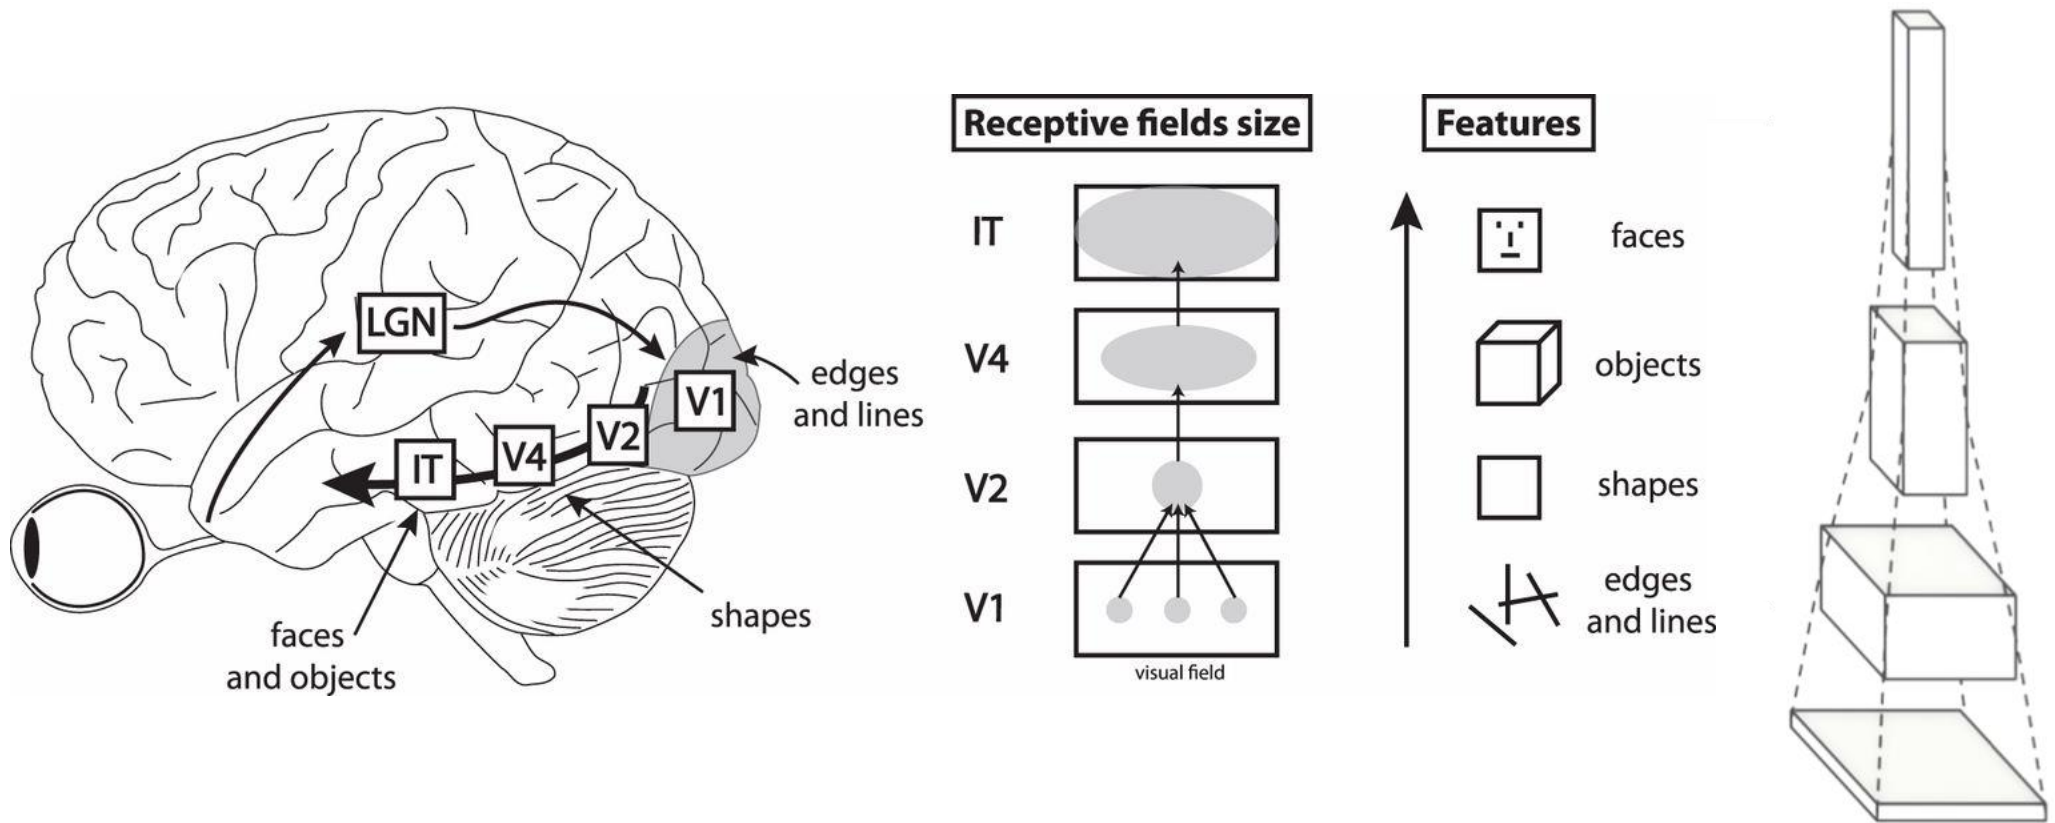 LGN
V1
V2
V4
IT
edges
and lines
shapes
faces
and objects
Receptive fields size
IT
V4
V2
V1
visual field
Features
faces
objects
shapes
edges
and lines